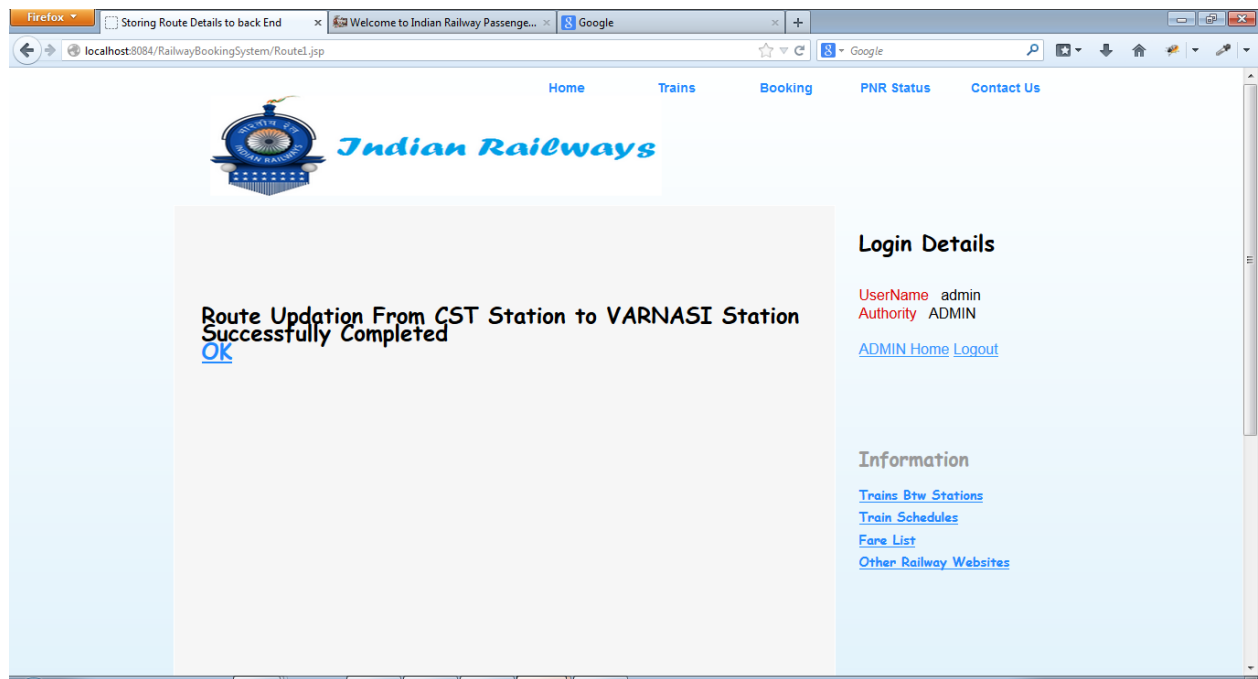 Firefox
Storing Route Details to back End
Welcome to Indian Railway Passenge...
Google
localhost:8084/RailwayBookingSystem/Route1.jsp
Google
Home Trains Booking PNR Status Contact Us
भारतीय रेल
INDIAN RAILWAYS
Indian Railways
Route Updation From CST Station to VARNASI Station
Successfully Completed
OK
Login Details
UserName admin
Authority ADMIN
ADMIN Home Logout
Information
Trains Btw Stations
Train Schedules
Fare List
Other Railway Websites